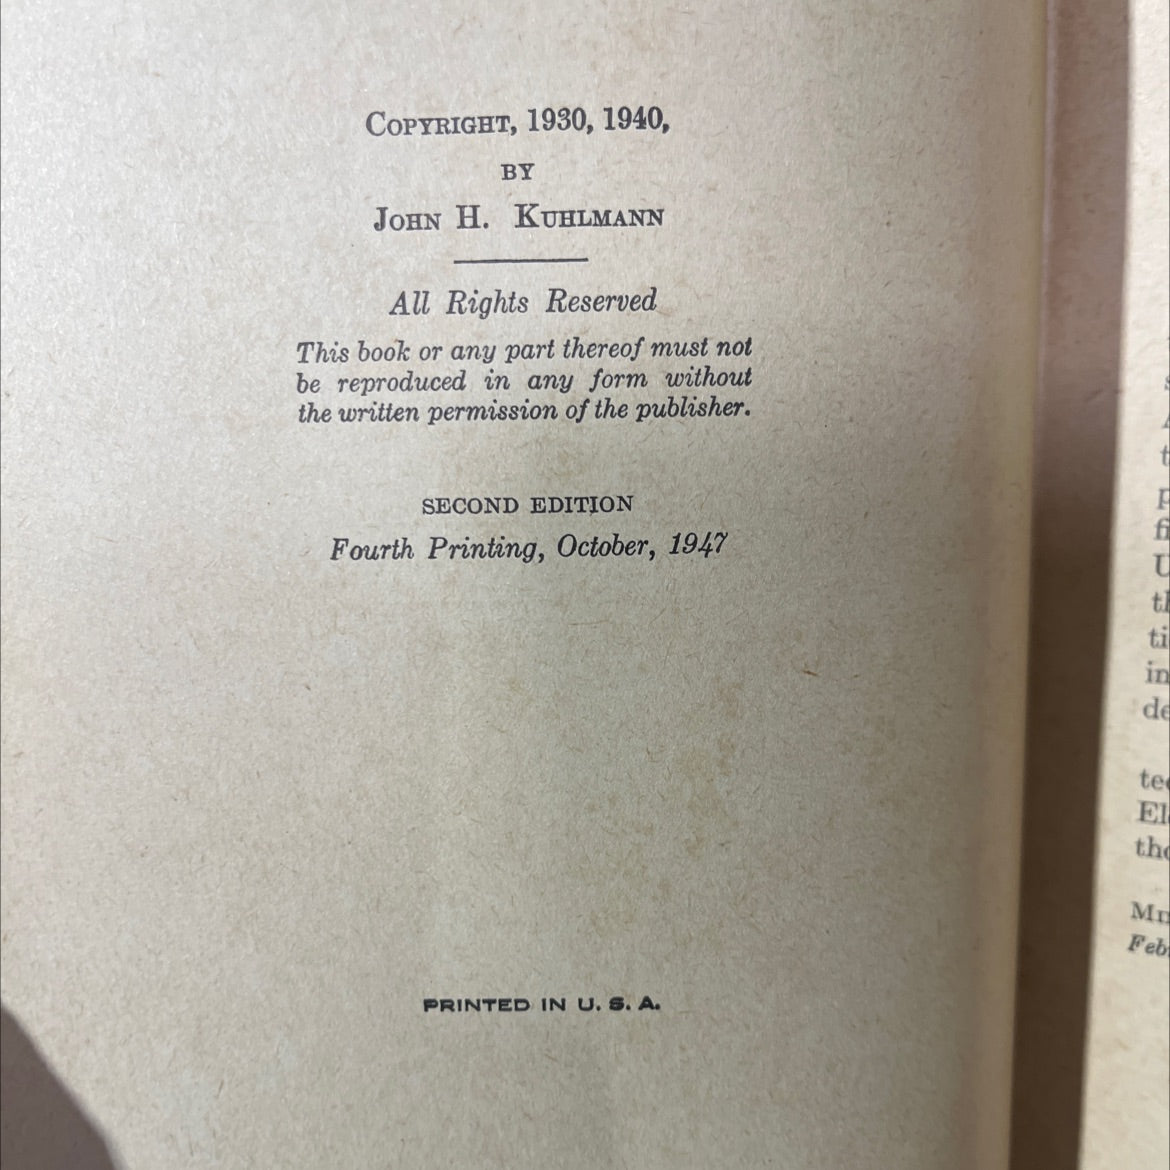 COPYRIGHT, 1930, 1940,
BY
JOHN H. KUHLMANN
All Rights Reserved
This book or any part thereof must not
be reproduced in any form without
the written permission of the publisher.
SECOND EDITION
Fourth Printing, October, 1947
PRINTED IN U. S. A.